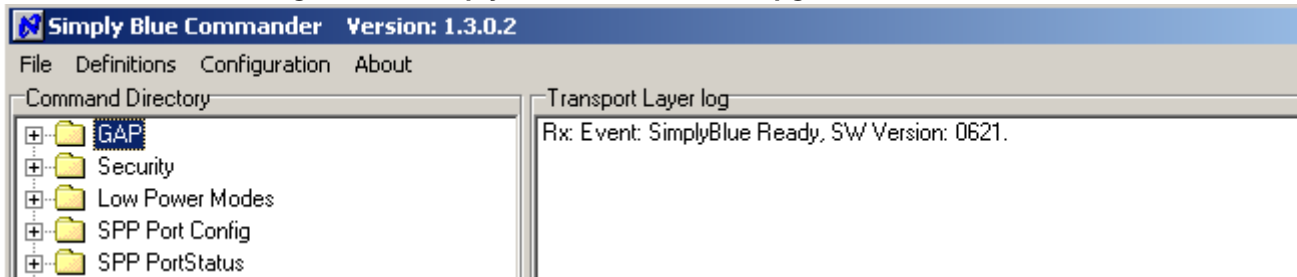 Simply Blue Commander Version: 1.3.0.2
File Definitions Configuration About
Command Directory
GAP
Security
Low Power Modes
SPP Port Config
SPP PortStatus
Transport Layer log
Rx: Event: SimplyBlue Ready, SW Version: 0621.